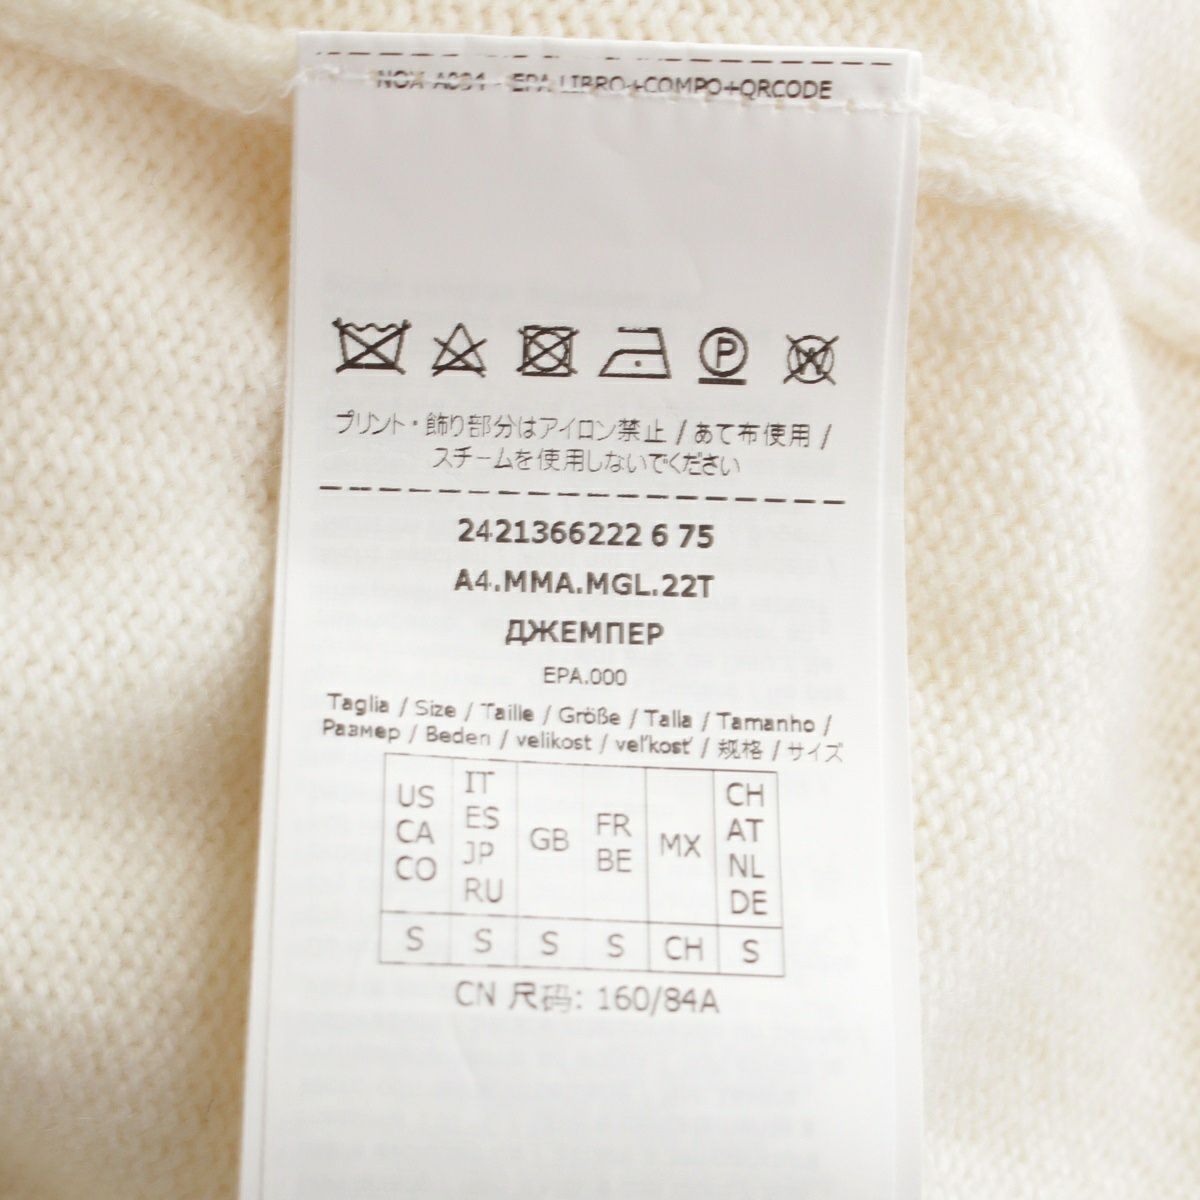 NOX A034 - EPA LIBRO+COMPO+QRCODE
P
W
プリント・飾り部分はアイロン禁止 / あて布使用 /
スチームを使用しないでください
2421366222 6 75
A4.MMA.MGL.22T
ДЖЕМПЕР
EPA.000
Taglia / Size / Taille / Größe / Talla / Tamanho /
Размер / Beden / velikost / veľkosť / 规格 / サイズ
US CA CO
IT ES JP RU
GB
FR BE
MX
CH AT NL DE
S S S S CH S
CN 尺码: 160/84A